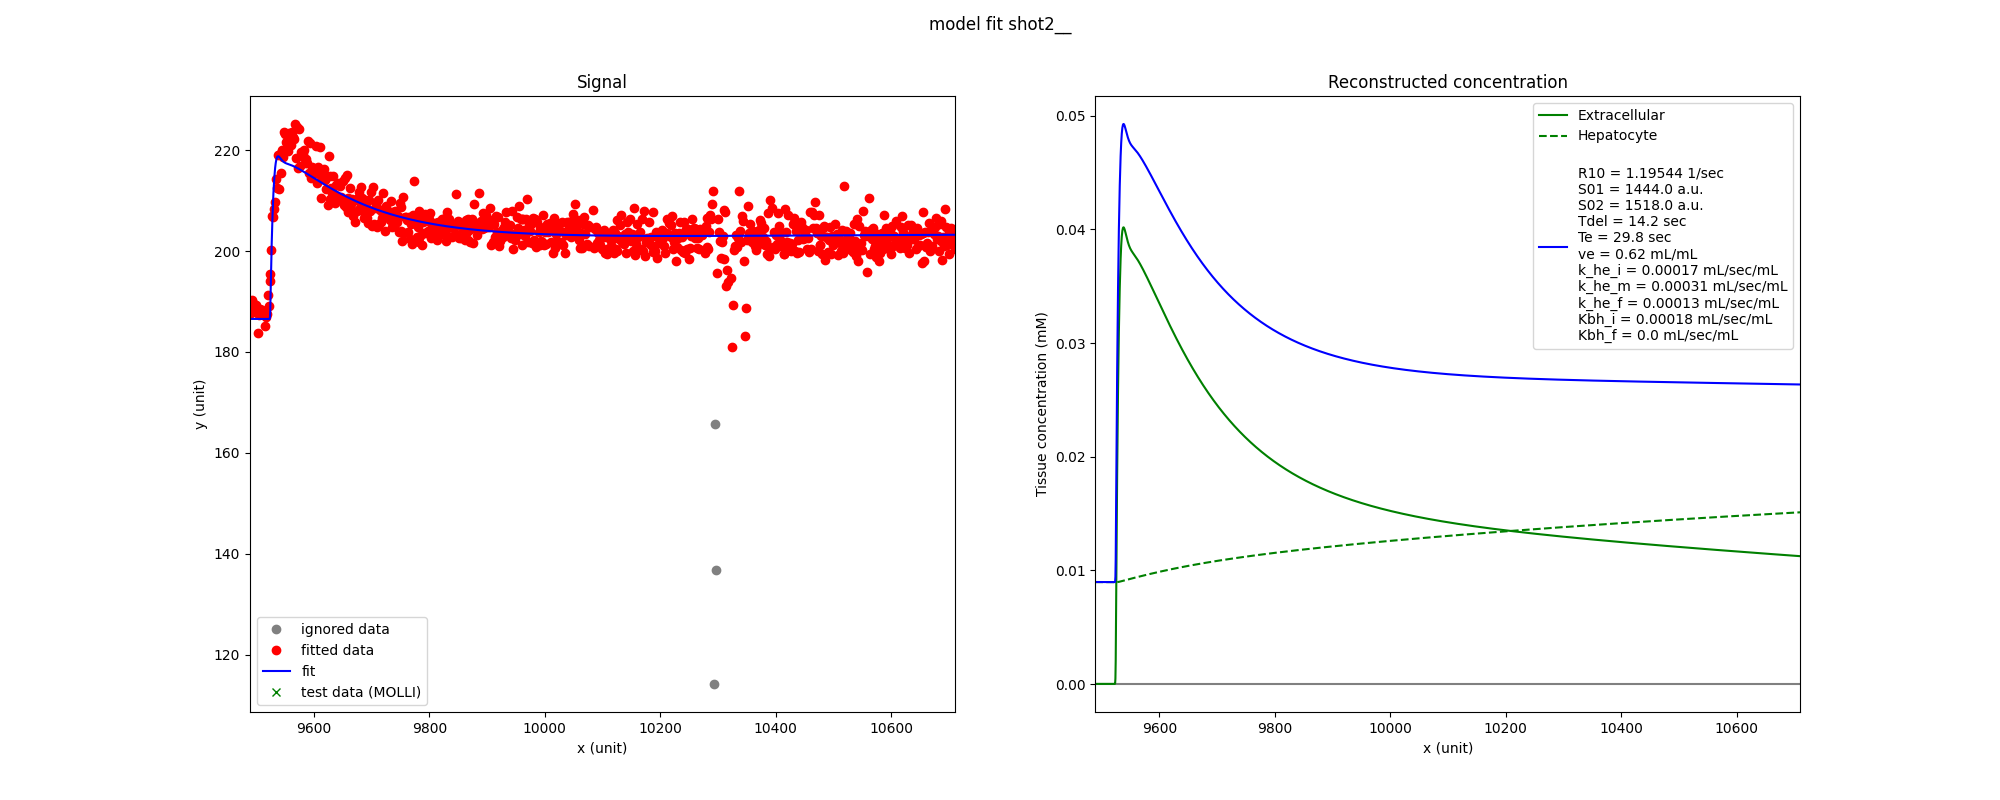 model fit shot2__
Signal
y (unit)
220
200
180
160
140
120
9600
9800
10000
10200
10400
10600
x (unit)
ignored data
fitted data
fit
test data (MOLLI)
Reconstructed concentration
Tissue concentration (mM)
0.05
0.04
0.03
0.02
0.01
0.00
9600
9800
10000
10200
10400
10600
x (unit)
Extracellular
Hepatocyte
R10 = 1.19544 1/sec
S01 = 1444.0 a.u.
S02 = 1518.0 a.u.
Tdel = 14.2 sec
Te = 29.8 sec
ve = 0.62 mL/mL
k_he_i = 0.00017 mL/sec/mL
k_he_m = 0.00031 mL/sec/mL
k_he_f = 0.00013 mL/sec/mL
Kbh_i = 0.00018 mL/sec/mL
Kbh_f = 0.0 mL/sec/mL